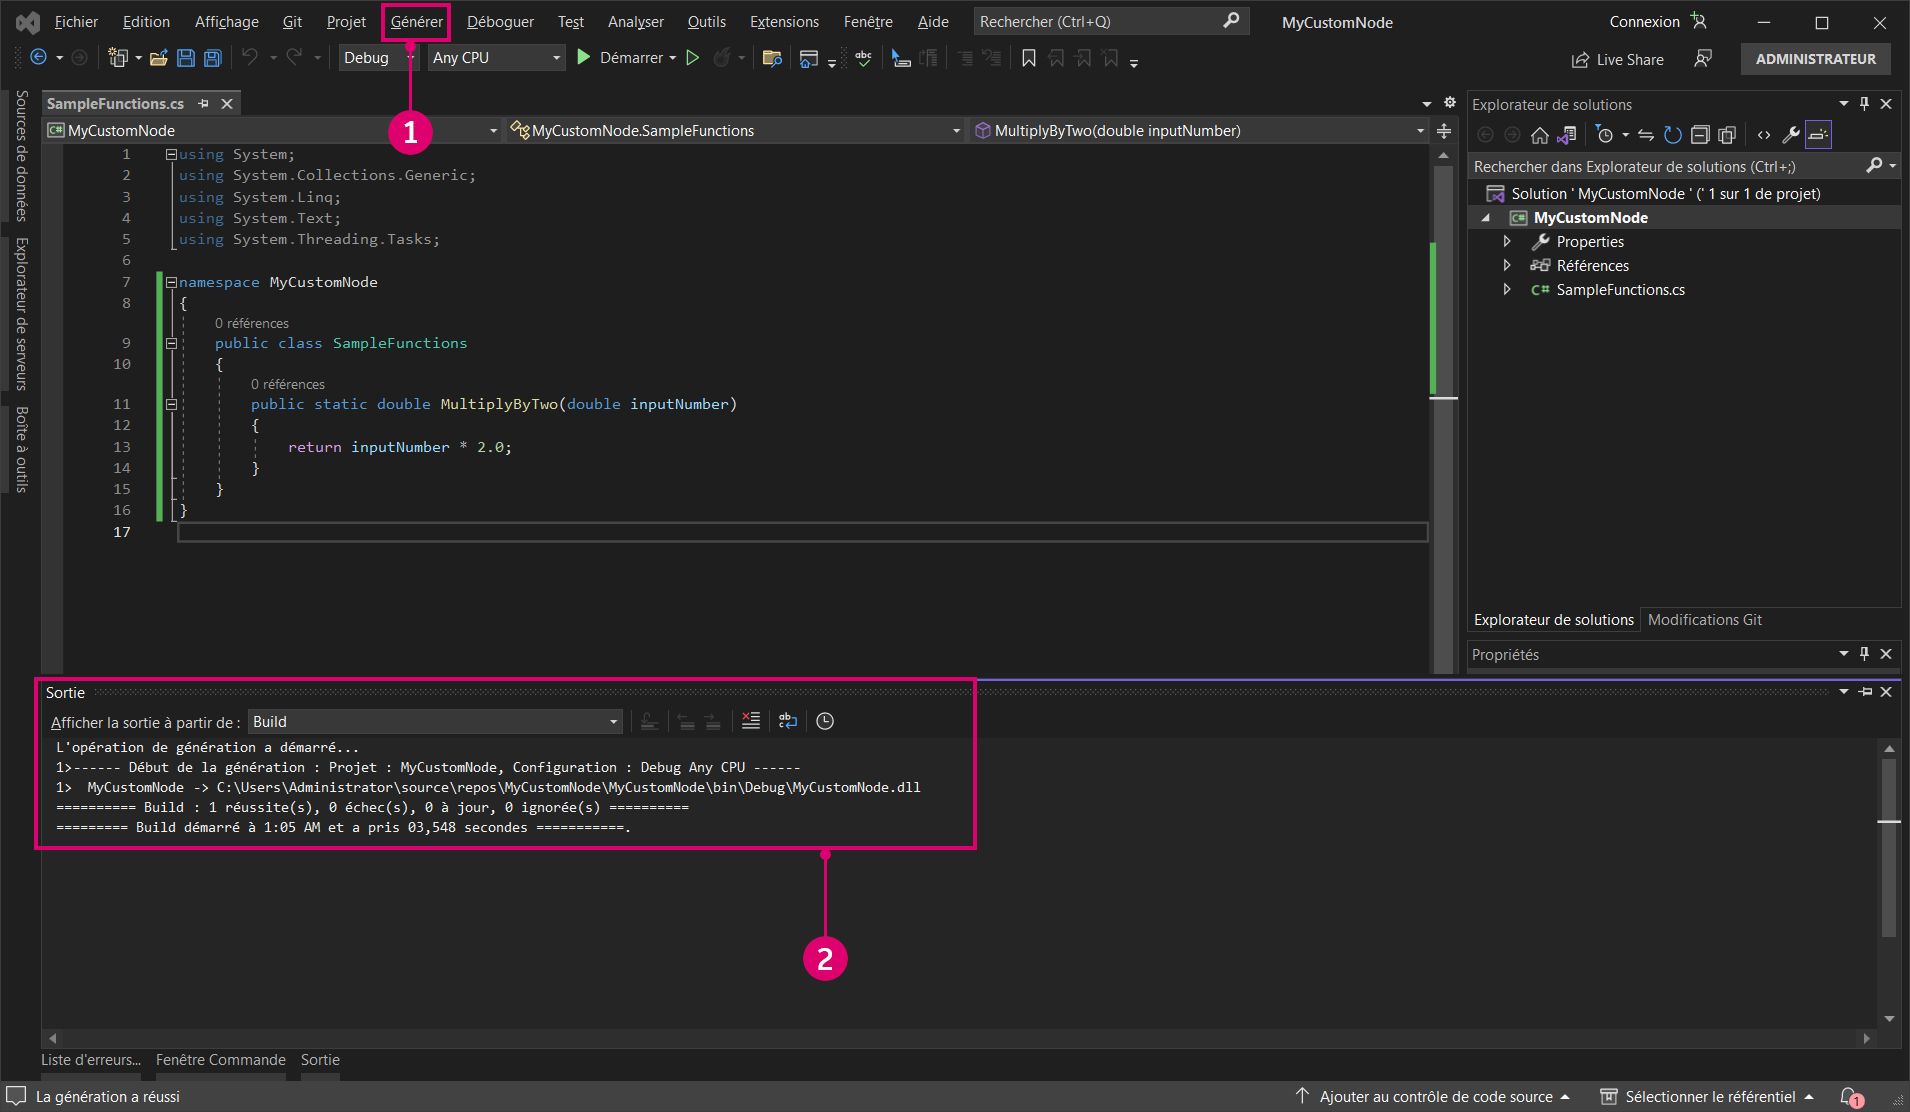 Fichier Edition Affichage Git Projet Générer Déboguer Test Analyser Outils Extensions Fenêtre Aide Rechercher (Ctrl+Q) MyCustomNode Connexion
Debug Any CPU Démarrer abc Live Share ADMINISTRATEUR
1
Sources de données
Explorateur de serveurs
Boîte à outils
SampleFunctions.cs
C# MyCustomNode MyCustomNode.SampleFunctions MultiplyByTwo(double inputNumber)
1 using System;
2 using System.Collections.Generic;
3 using System.Linq;
4 using System.Text;
5 using System.Threading.Tasks;
6
7 namespace MyCustomNode
8 {
0 références
9 public class SampleFunctions
10 {
0 références
11 public static double MultiplyByTwo(double inputNumber)
12 {
13 return inputNumber * 2.0;
14 }
15 }
16 }
17
Explorateur de solutions
Rechercher dans Explorateur de solutions (Ctrl+;)
Solution ' MyCustomNode ' (' 1 sur 1 de projet)
C# MyCustomNode
Properties
Références
C# SampleFunctions.cs
Explorateur de solutions Modifications Git
Propriétés
Sortie
Afficher la sortie à partir de : Build
L'opération de génération a démarré...
1>------ Début de la génération : Projet : MyCustomNode, Configuration : Debug Any CPU ------
1> MyCustomNode -> C:\Users\Administrator\source\repos\MyCustomNode\MyCustomNode\bin\Debug\MyCustomNode.dll
========== Build : 1 réussite(s), 0 échec(s), 0 à jour, 0 ignorée(s) ==========
========= Build démarré à 1:05 AM et a pris 03,548 secondes ===========.
2
Liste d'erreurs... Fenêtre Commande Sortie
La génération a réussi Ajouter au contrôle de code source Sélectionner le référentiel 1